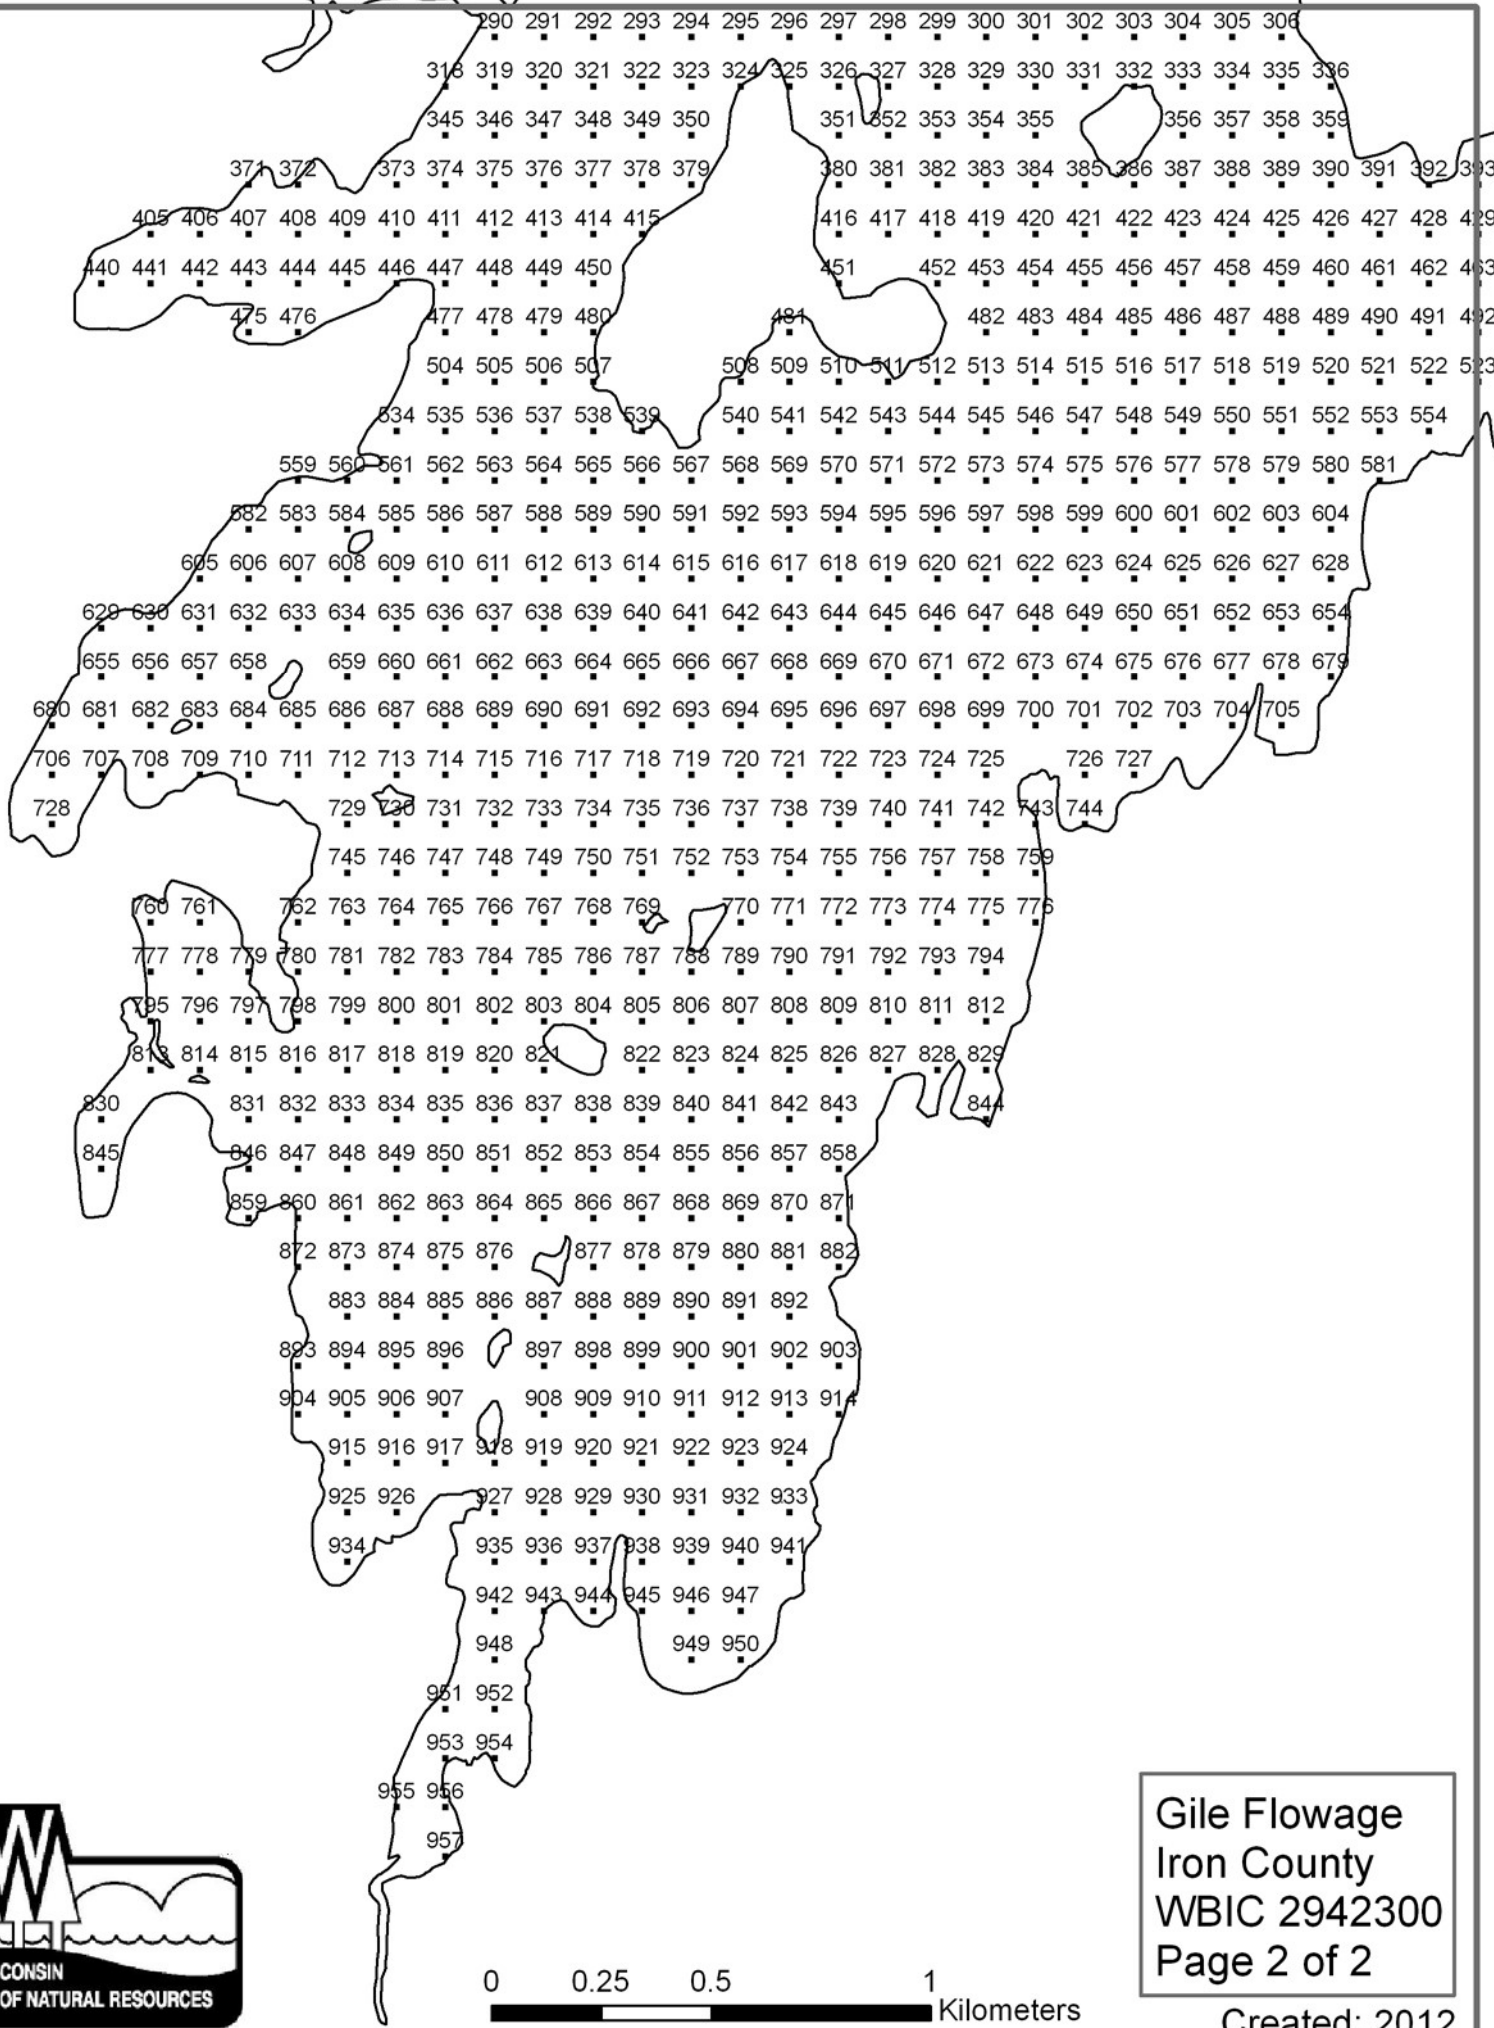 290 291 292 293 294 295 296 297 298 299 300 301 302 303 304 305 306
318 319 320 321 322 323 324 325 326 327 328 329 330 331 332 333 334 335 336
345 346 347 348 349 350 351 352 353 354 355 356 357 358 359
371 372 373 374 375 376 377 378 379 380 381 382 383 384 385 386 387 388 389 390 391 392 393
405 406 407 408 409 410 411 412 413 414 415 416 417 418 419 420 421 422 423 424 425 426 427 428 429
440 441 442 443 444 445 446 447 448 449 450 451 452 453 454 455 456 457 458 459 460 461 462 463
475 476 477 478 479 480 481 482 483 484 485 486 487 488 489 490 491 492
504 505 506 507 508 509 510 511 512 513 514 515 516 517 518 519 520 521 522 523
534 535 536 537 538 539 540 541 542 543 544 545 546 547 548 549 550 551 552 553 554
559 560 561 562 563 564 565 566 567 568 569 570 571 572 573 574 575 576 577 578 579 580 581
582 583 584 585 586 587 588 589 590 591 592 593 594 595 596 597 598 599 600 601 602 603 604
605 606 607 608 609 610 611 612 613 614 615 616 617 618 619 620 621 622 623 624 625 626 627 628
629 630 631 632 633 634 635 636 637 638 639 640 641 642 643 644 645 646 647 648 649 650 651 652 653 654
655 656 657 658 659 660 661 662 663 664 665 666 667 668 669 670 671 672 673 674 675 676 677 678 679
680 681 682 683 684 685 686 687 688 689 690 691 692 693 694 695 696 697 698 699 700 701 702 703 704 705
706 707 708 709 710 711 712 713 714 715 716 717 718 719 720 721 722 723 724 725 726 727
728 729 730 731 732 733 734 735 736 737 738 739 740 741 742 743 744
745 746 747 748 749 750 751 752 753 754 755 756 757 758 759
760 761 762 763 764 765 766 767 768 769 770 771 772 773 774 775 776
777 778 779 780 781 782 783 784 785 786 787 788 789 790 791 792 793 794
795 796 797 798 799 800 801 802 803 804 805 806 807 808 809 810 811 812
813 814 815 816 817 818 819 820 821 822 823 824 825 826 827 828 829
830 831 832 833 834 835 836 837 838 839 840 841 842 843 844
845 846 847 848 849 850 851 852 853 854 855 856 857 858
859 860 861 862 863 864 865 866 867 868 869 870 871
872 873 874 875 876 877 878 879 880 881 882
883 884 885 886 887 888 889 890 891 892
893 894 895 896 897 898 899 900 901 902 903
904 905 906 907 908 909 910 911 912 913 914
915 916 917 918 919 920 921 922 923 924
925 926 927 928 929 930 931 932 933
934 935 936 937 938 939 940 941
942 943 944 945 946 947
948 949 950
951 952
953 954
955 956
957
W
CONSIN
OF NATURAL RESOURCES
0 0.25 0.5 1
Kilometers
Gile Flowage
Iron County
WBIC 2942300
Page 2 of 2
Created: 2012